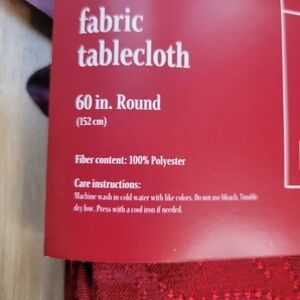 fabric
tablecloth
60 in. Round
(152 cm)
Fiber content: 100% Polyester
Care instructions:
Machine wash in cold water with like colors. Do not use bleach. Tumble
dry low. Press with a cool iron if needed.